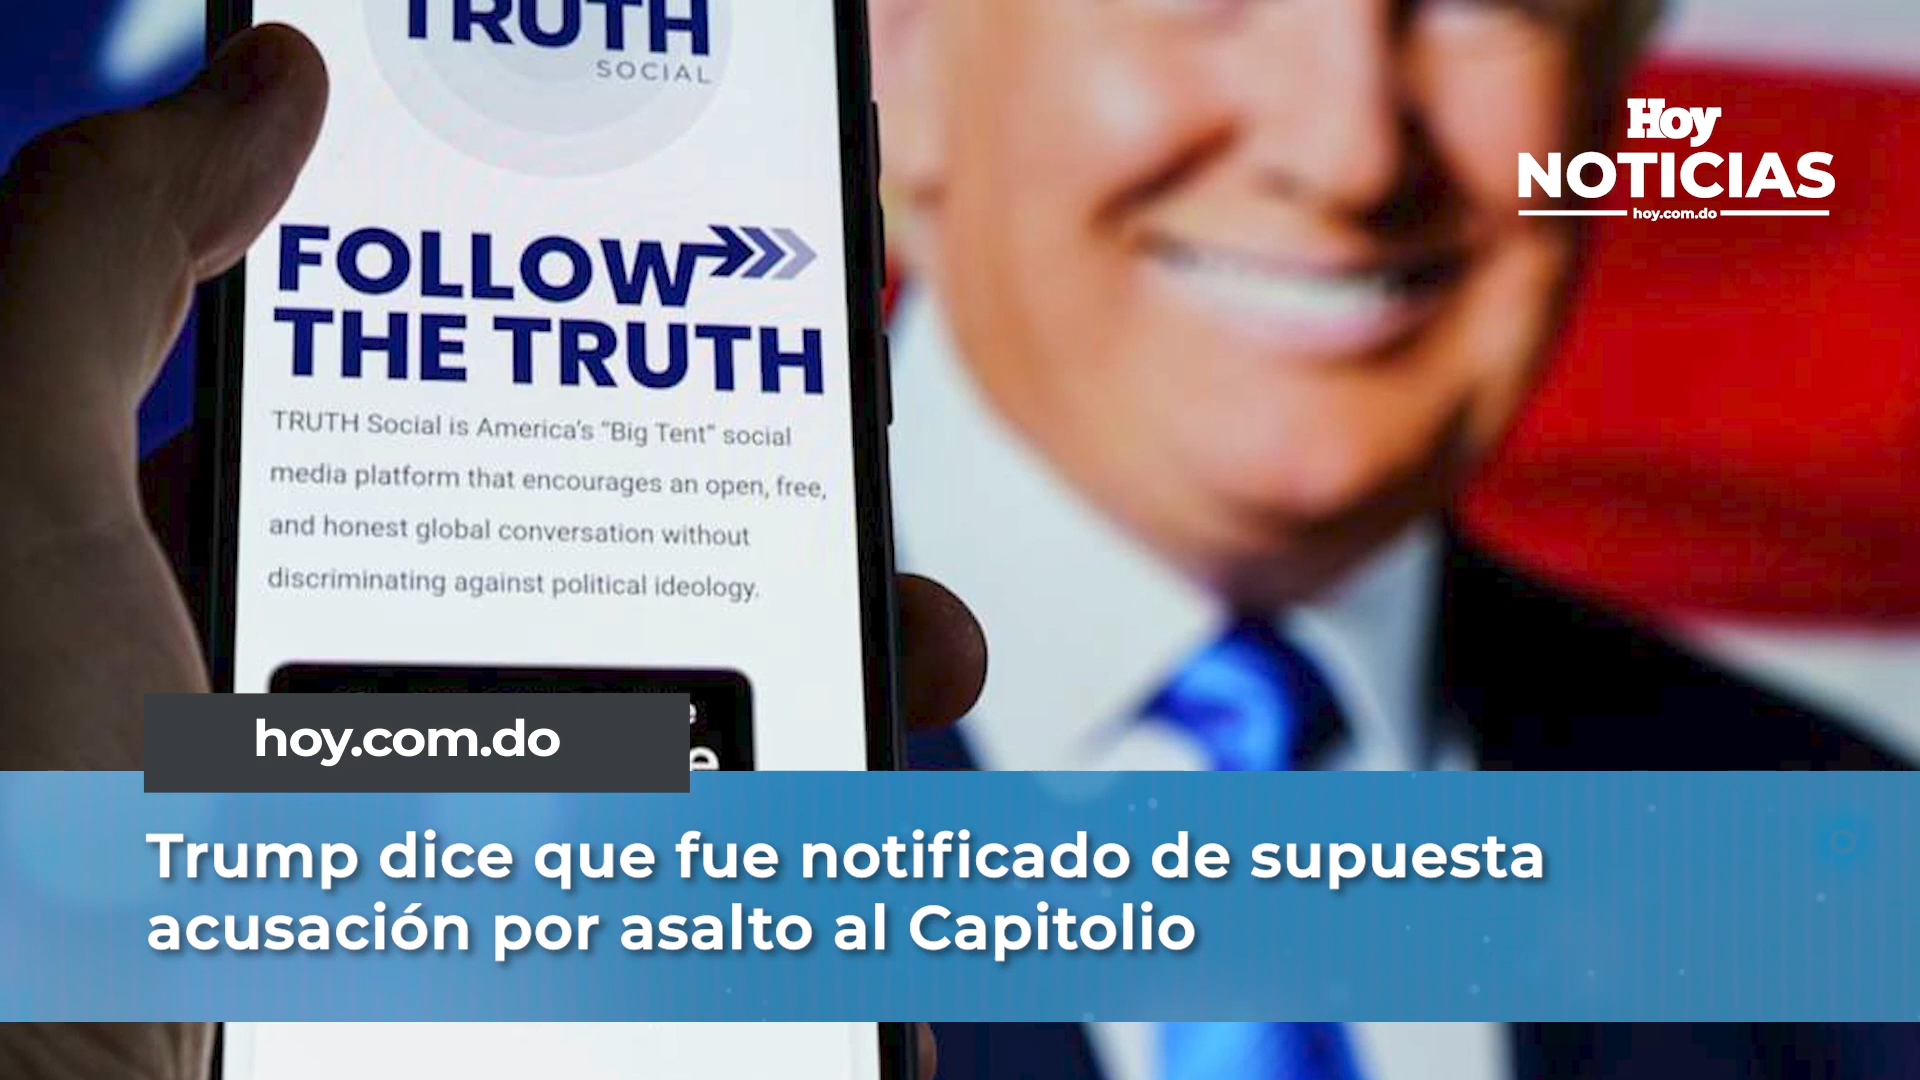 TRUTH
SOCIAL
FOLLOW
THE TRUTH
TRUTH Social is America's "Big Tent" social
media platform that encourages an open, free,
and honest global conversation without
discriminating against political ideology.
Hoy
NOTICIAS
hoy.com.do
hoy.com.do
Trump dice que fue notificado de supuesta
acusación por asalto al Capitolio